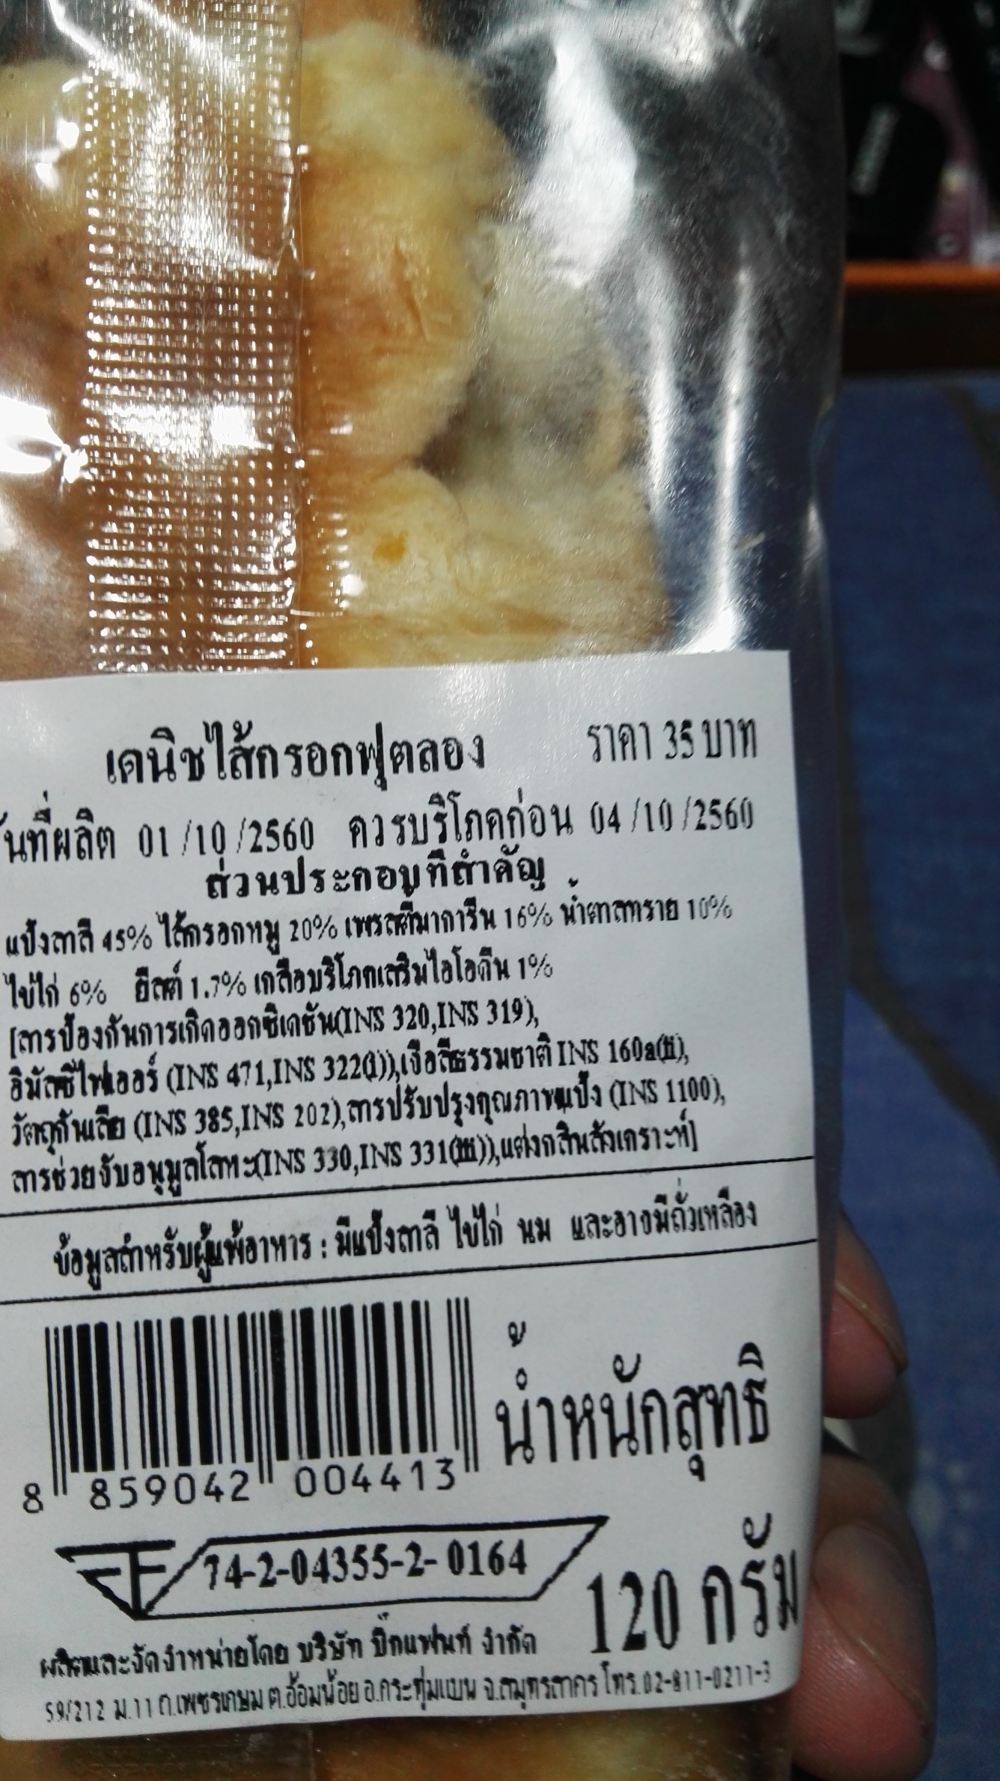 เดนิชไส้กรอกฟุตลอง ราคา 35 บาท
วันที่ผลิต 01/10/2560 ควรบริโภคก่อน 04/10/2560
ส่วนประกอบที่สำคัญ
แป้งสาลี 45% ไส้กรอกหมู 20% เพรสตี้มาการีน 16% น้ำตาลทราย 10%
ไข่ไก่ 6% ยีสต์ 1.7% เกลือบริโภคเสริมไอโอดีน 1%
[สารป้องกันการเกิดออกซิเดชัน(INS 320,INS 319),
อิมัลซิไฟเออร์ (INS 471,INS 322(i)),เจือสีธรรมชาติ INS 160a(ii),
วัตถุกันเสีย (INS 385,INS 202),สารปรับปรุงคุณภาพแป้ง (INS 1100),
สารช่วยจับอนุมูลโลหะ(INS 330,INS 331(iii)),แต่งกลิ่นสังเคราะห์]
ข้อมูลสำหรับผู้แพ้อาหาร : มีแป้งสาลี ไข่ไก่ นม และอาจมีถั่วเหลือง
8 859042 004413
น้ำหนักสุทธิ
74-2-04355-2-0164
120 กรัม
ผลิตและจัดจำหน่ายโดย บริษัท บิ๊กแฟนท์ จำกัด
59/212 ม.11 ถ.เพชรเกษม ต.อ้อมน้อย อ.กระทุ่มแบน จ.สมุทรสาคร โทร.02-811-0211-3